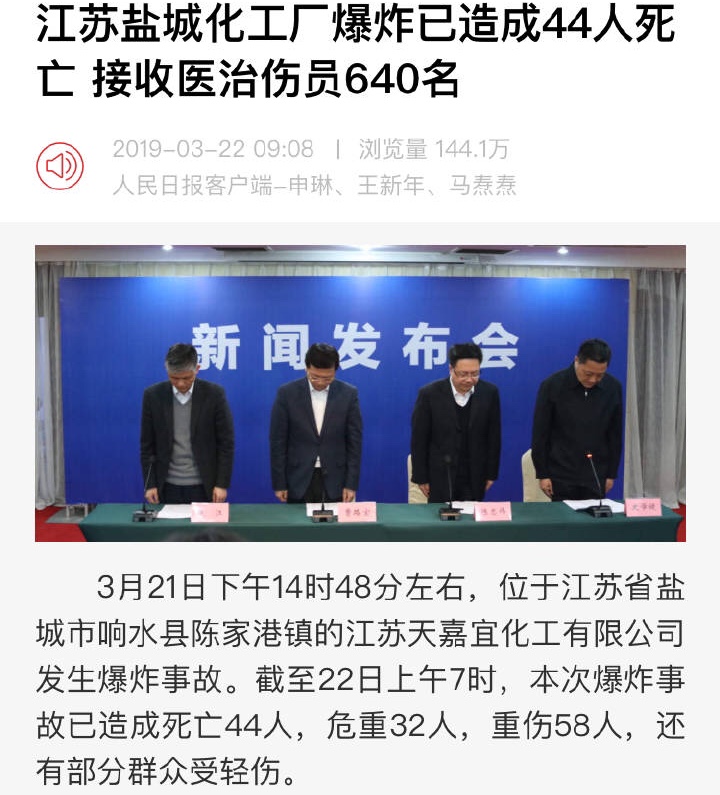 江苏盐城化工厂爆炸已造成44人死
亡 接收医治伤员640名
2019-03-22 09:08 | 浏览量 144.1万
人民日报客户端-申琳、王新年、马焘焘
新闻发布会
3月21日下午14时48分左右，位于江苏省盐
城市响水县陈家港镇的江苏天嘉宜化工有限公司
发生爆炸事故。截至22日上午7时，本次爆炸事
故已造成死亡44人，危重32人，重伤58人，还
有部分群众受轻伤。